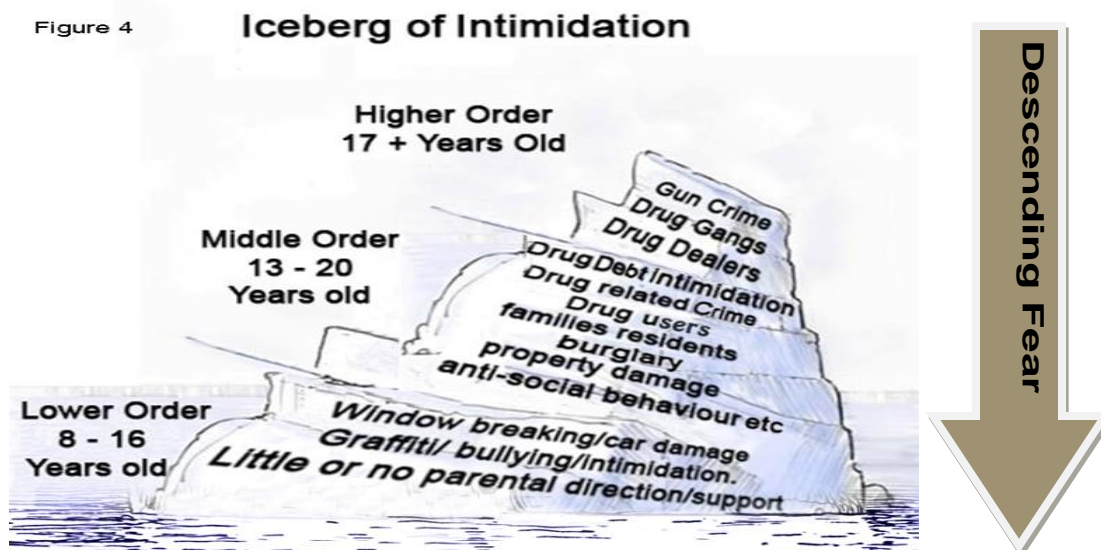 Figure 4
Iceberg of Intimidation
Higher Order
17 + Years Old
Gun Crime
Drug Gangs
Drug Dealers
Middle Order
13 - 20
Years old
Drug Debt intimidation
Drug related Crime
Drug users
families residents
burglary
property damage
anti-social behaviour etc
Lower Order
8 - 16
Years old
Window breaking/car damage
Graffiti/ bullying/intimidation.
Little or no parental direction/support
Descending Fear